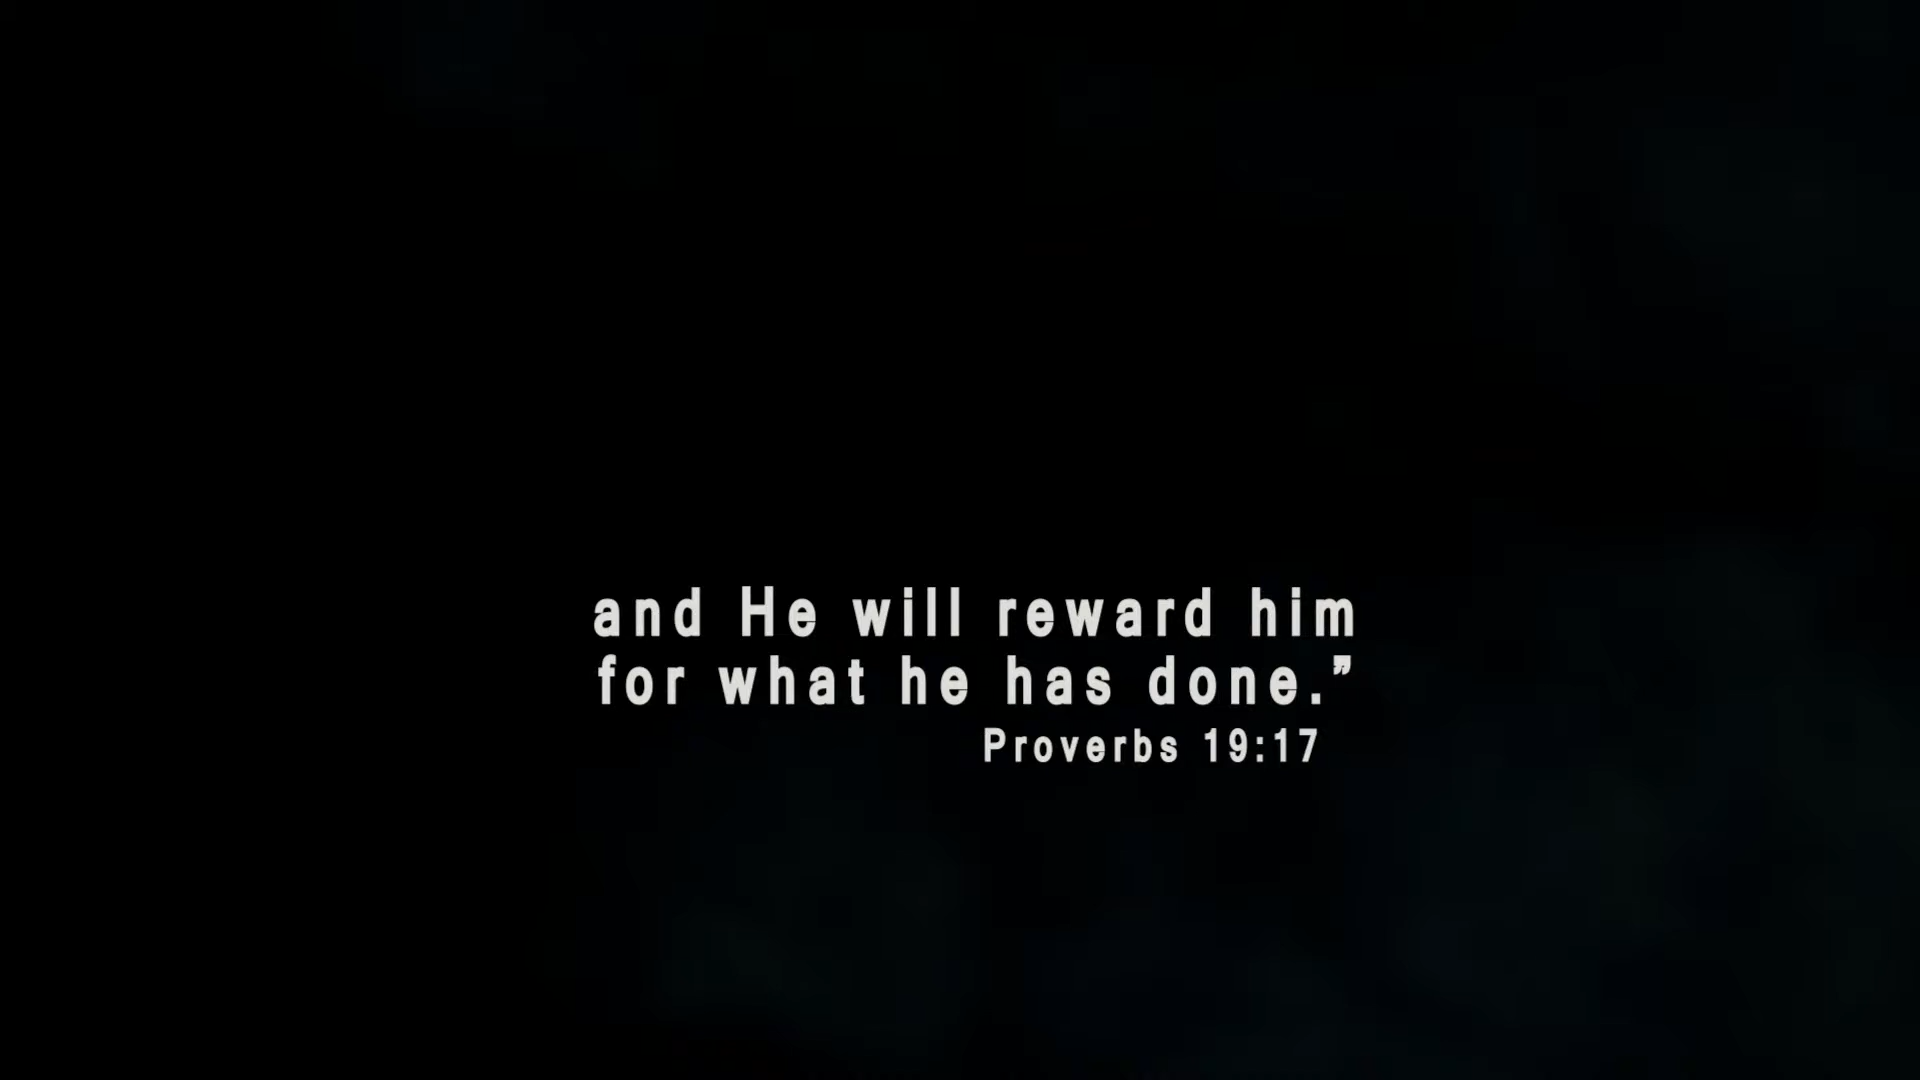 and He will reward him
for what he has done.”
Proverbs 19:17